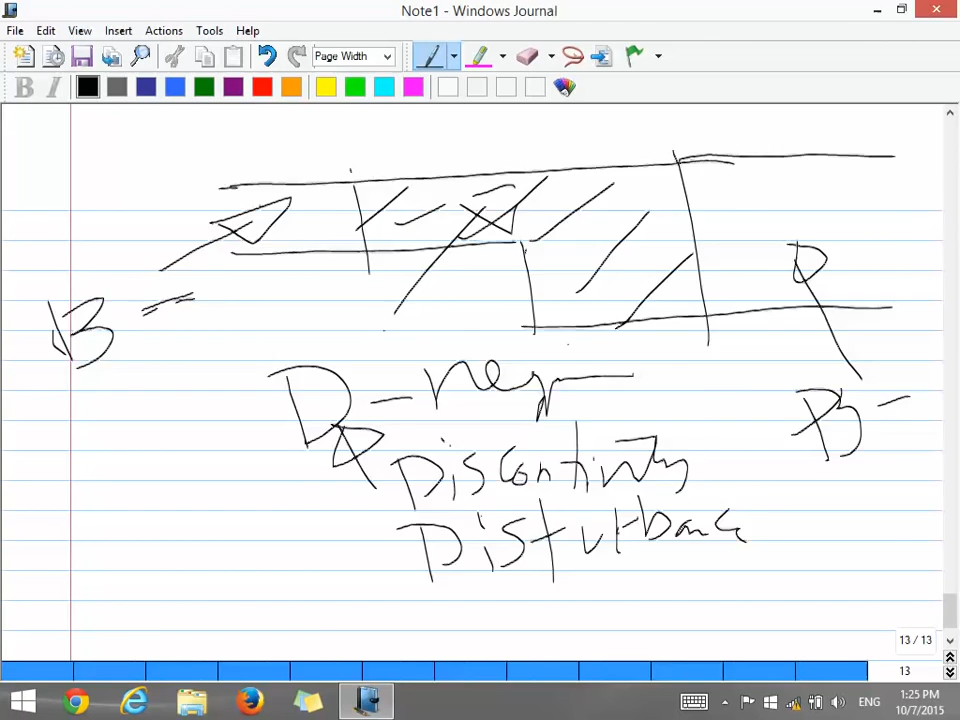 Note1 - Windows Journal
File Edit View Insert Actions Tools Help
Page Width
B I
B =
D
D - neg
B -
Discontinuty
Disturbance
13 / 13
13
ENG
1:25 PM
10/7/2015